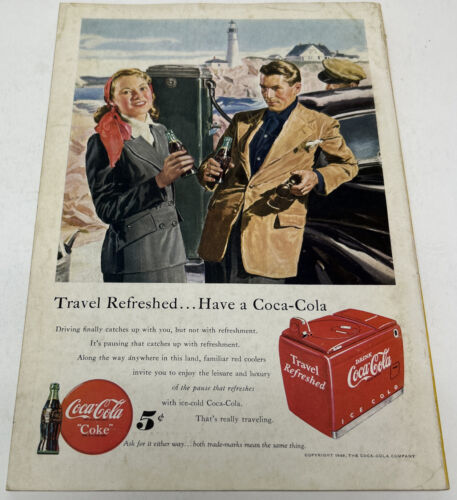 Travel Refreshed...Have a Coca-Cola
Driving finally catches up with you, but not with refreshment.
It's pausing that catches up with refreshment.
Along the way anywhere in this land, familiar red coolers
invite you to enjoy the leisure and luxury
of the pause that refreshes
with ice-cold Coca-Cola.
5¢ That's really traveling.
Ask for it either way... both trade-marks mean the same thing.
Coca-Cola
"Coke"
Travel
Refreshed
DRINK
Coca-Cola
ICE COLD
COPYRIGHT 1948, THE COCA-COLA COMPANY